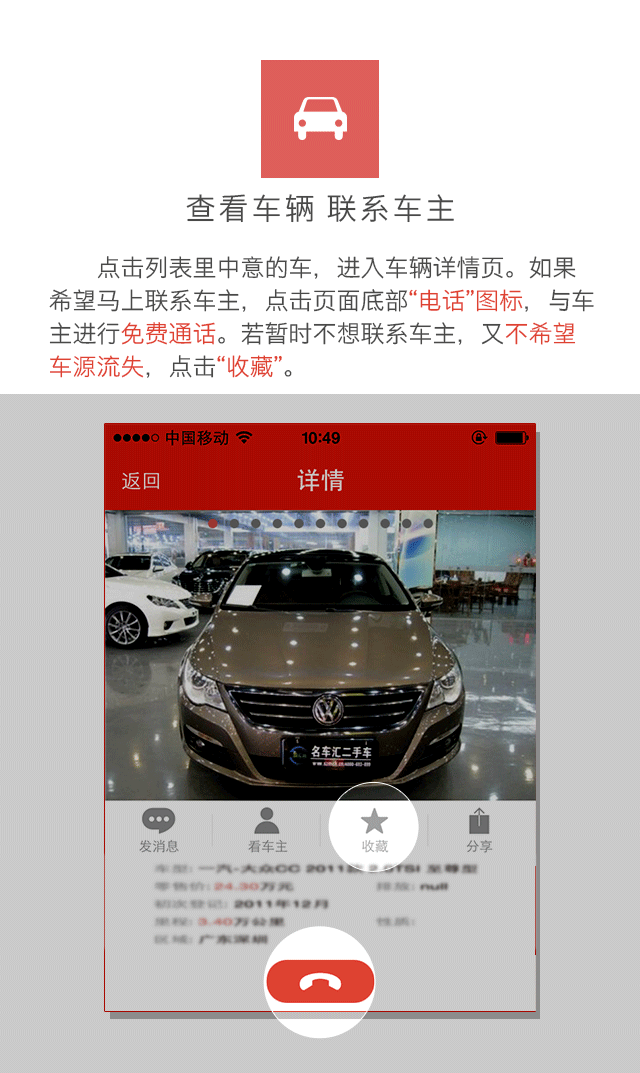 查看车辆 联系车主
点击列表里中意的车，进入车辆详情页。如果
希望马上联系车主，点击页面底部“电话”图标，与车
主进行免费通话。若暂时不想联系车主，又不希望
车源流失，点击“收藏”。
中国移动 10:49
返回 详情
名车汇二手车
发消息 看车主 收藏 分享
车型: 一汽-大众CC 2011款 2.0TSI 至尊型
零售价: 24.30万元 排放: null
初次登记: 2011年12月
里程: 3.40万公里 性质:
区域: 广东深圳